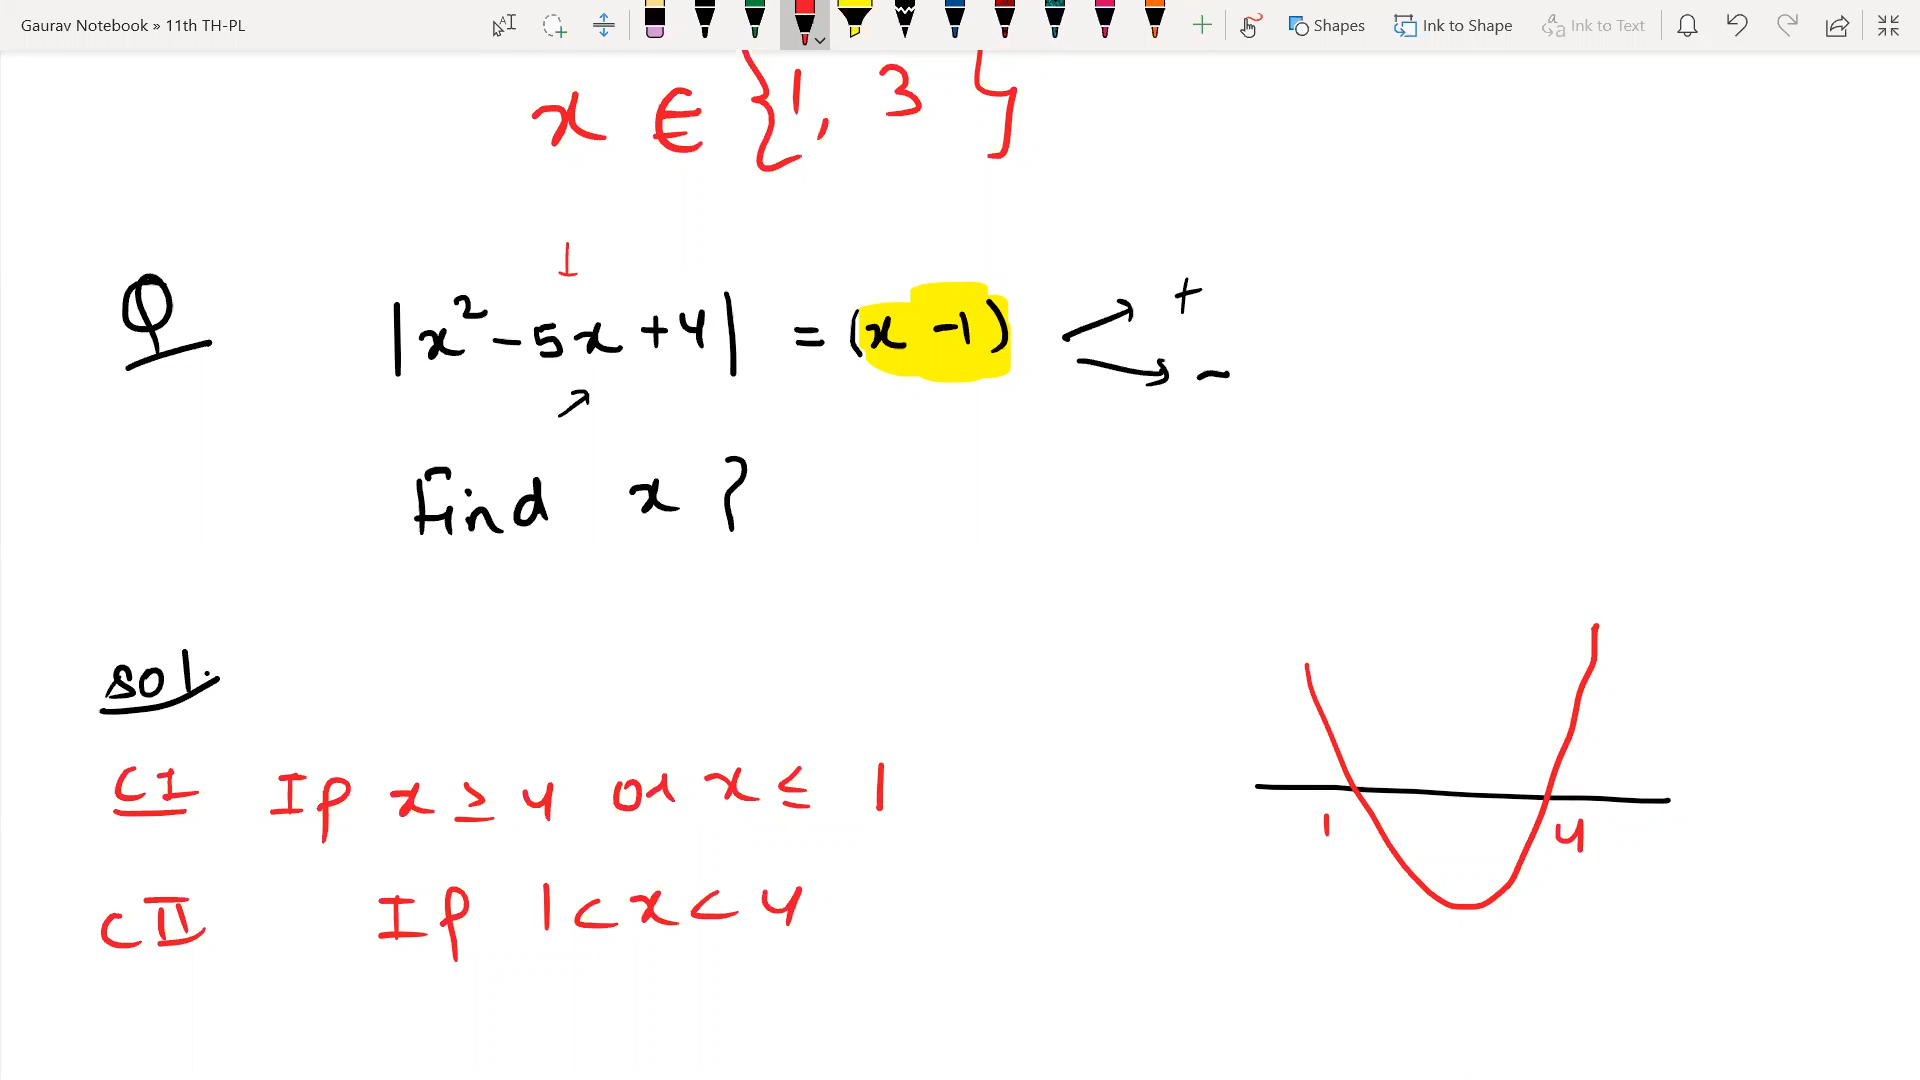 Gaurav Notebook » 11th TH-PL Shapes Ink to Shape Ink to Text
x ∈ {1, 3}
I
Q |x² - 5x + 4| = (x - 1) +
-
Find x ?
sol.
CI If x ≥ 4 or x ≤ 1
CII If 1 < x < 4
1 4